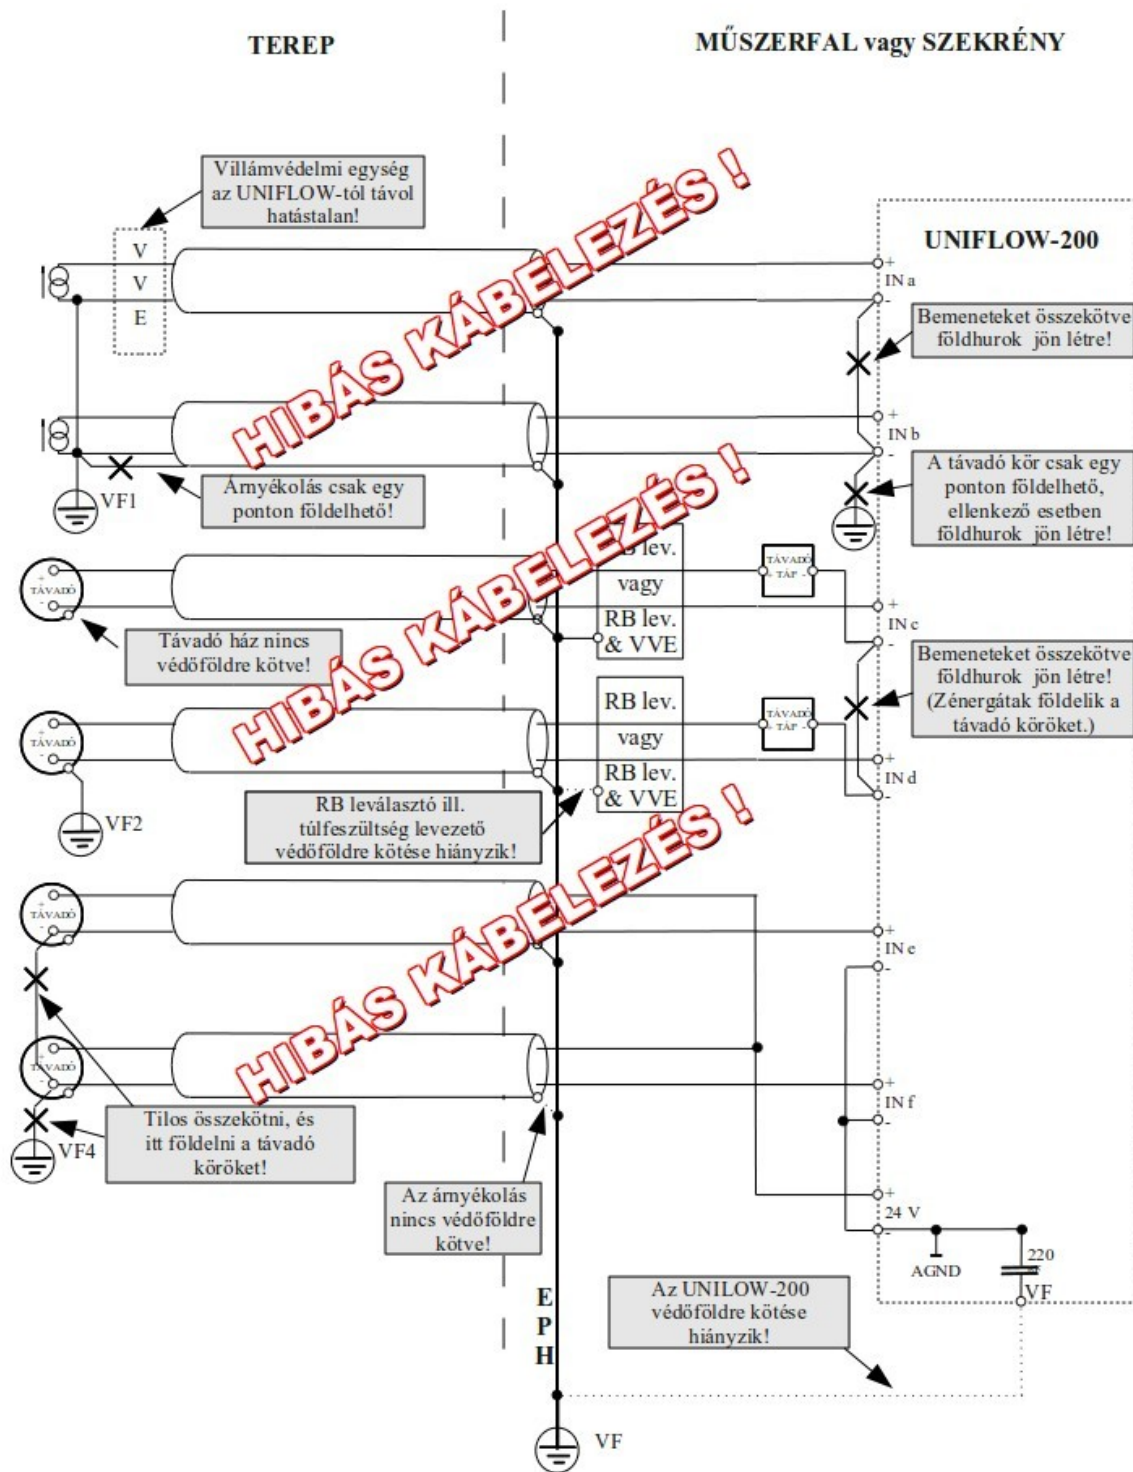 TEREP
MŰSZERFAL vagy SZEKRÉNY
Villámvédelmi egység
az UNIFLOW-tól távol
hatástalan!
V
V
E
HIBÁS KÁBELEZÉS !
UNIFLOW-200
+
IN a
-
Bemeneteket összekötve
földhurok jön létre!
+
IN b
-
VF1
Árnyékolás csak egy
ponton földelhető!
A távadó kör csak egy
ponton földelhető,
ellenkező esetben
földhurok jön létre!
HIBÁS KÁBELEZÉS !
+
TÁVADÓ
-
RB lev.
vagy
RB lev.
& VVE
TÁVADÓ
+ TÁP -
+
IN c
-
Távadó ház nincs
védőföldre kötve!
Bemeneteket összekötve
földhurok jön létre!
(Zénergátak földelik a
távadó köröket.)
+
TÁVADÓ
-
RB lev.
vagy
RB lev.
& VVE
TÁVADÓ
+ TÁP -
+
IN d
-
VF2
RB leválasztó ill.
túlfeszültség levezető
védőföldre kötése hiányzik!
HIBÁS KÁBELEZÉS !
+
TÁVADÓ
-
+
IN e
-
+
TÁVADÓ
-
+
IN f
-
VF4
Tilos összekötni, és
itt földelni a távadó
köröket!
Az árnyékolás
nincs védőföldre
kötve!
+
24 V
-
AGND
220
VF
Az UNILOW-200
védőföldre kötése
hiányzik!
E
P
H
VF